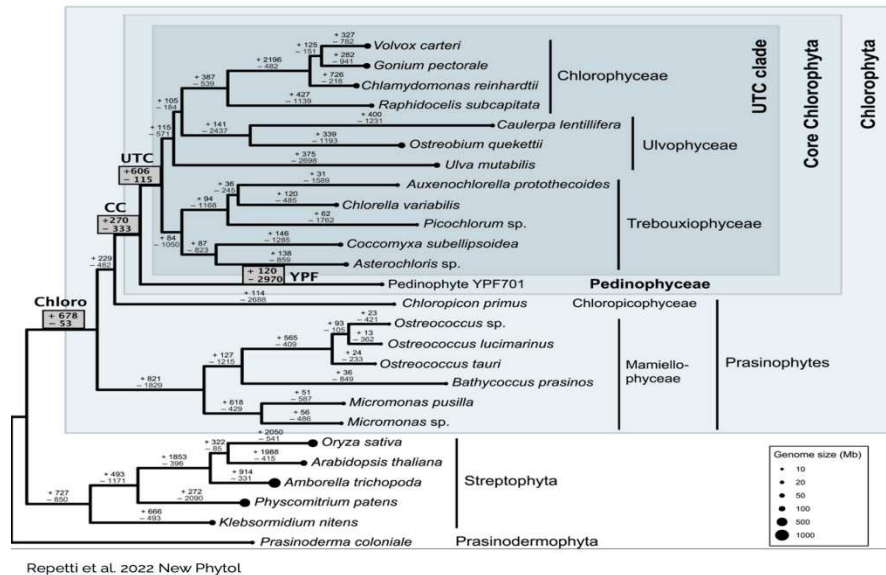 + 327
− 782
Volvox carteri
+ 125
− 151
+ 282
− 941
Gonium pectorale
Chlorophyceae
+ 2196
− 482
+ 726
− 218
Chlamydomonas reinhardtii
+ 387
− 539
+ 427
− 1139
Raphidocelis subcapitata
+ 105
− 184
+ 400
− 1231
Caulerpa lentillifera
+ 141
− 2437
+ 339
− 1193
Ostreobium quekettii
Ulvophyceae
+ 115
− 571
+ 375
− 2698
Ulva mutabilis
UTC
+606
− 115
+ 31
− 1589
Auxenochlorella protothecoides
+ 36
− 245
+ 94
− 1168
+ 120
− 485
Chlorella variabilis
+ 62
− 1762
Picochlorum sp.
Trebouxiophyceae
+ 84
− 1050
+ 146
− 1285
Coccomyxa subellipsoidea
+ 87
− 823
+ 138
− 859
Asterochloris sp.
CC
+270
− 333
+ 120
− 2970
YPF
Pedinophyte YPF701
Pedinophyceae
+ 229
− 482
+ 114
− 2688
Chloropicon primus
Chloropicophyceae
Chloro
+ 678
− 53
+ 23
− 421
Ostreococcus sp.
+ 93
− 105
+ 13
− 362
Ostreococcus lucimarinus
+ 565
− 409
+ 24
− 233
Ostreococcus tauri
+ 127
− 1215
+ 36
− 849
Bathycoccus prasinos
Mamiello-
phyceae
Prasinophytes
+ 821
− 1829
+ 51
− 587
Micromonas pusilla
+ 618
− 429
+ 56
− 486
Micromonas sp.
UTC clade
Core Chlorophyta
Chlorophyta
+ 2050
− 541
Oryza sativa
+ 322
− 85
+ 1988
− 415
Arabidopsis thaliana
+ 1853
− 396
+ 914
− 331
Amborella trichopoda
Streptophyta
+ 493
− 1171
+ 272
− 2090
Physcomitrium patens
+ 727
− 850
+ 666
− 493
Klebsormidium nitens
Prasinoderma coloniale
Prasinodermophyta
Genome size (Mb)
10
20
50
100
500
1000
Repetti et al. 2022 New Phytol